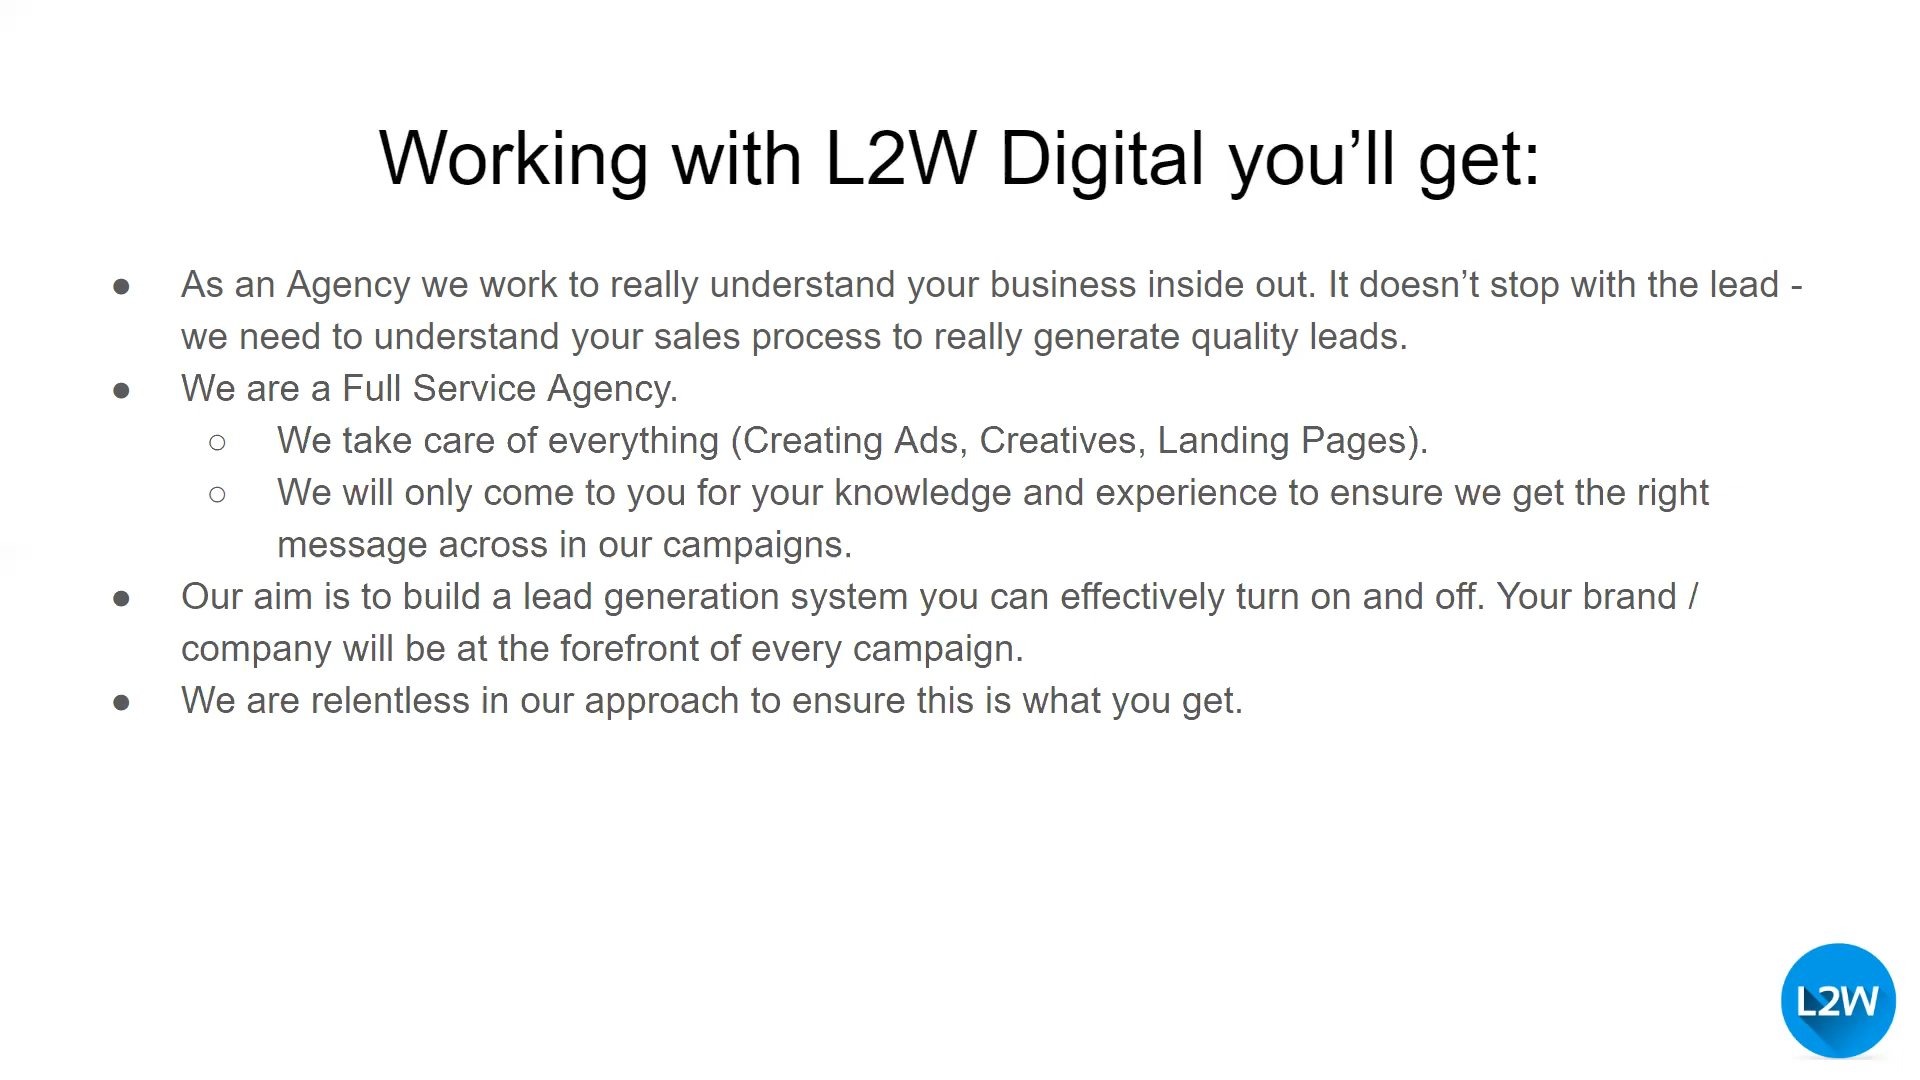 Working with L2W Digital you’ll get:
● As an Agency we work to really understand your business inside out. It doesn’t stop with the lead -
we need to understand your sales process to really generate quality leads.
● We are a Full Service Agency.
○ We take care of everything (Creating Ads, Creatives, Landing Pages).
○ We will only come to you for your knowledge and experience to ensure we get the right
message across in our campaigns.
● Our aim is to build a lead generation system you can effectively turn on and off. Your brand /
company will be at the forefront of every campaign.
● We are relentless in our approach to ensure this is what you get.
L2W